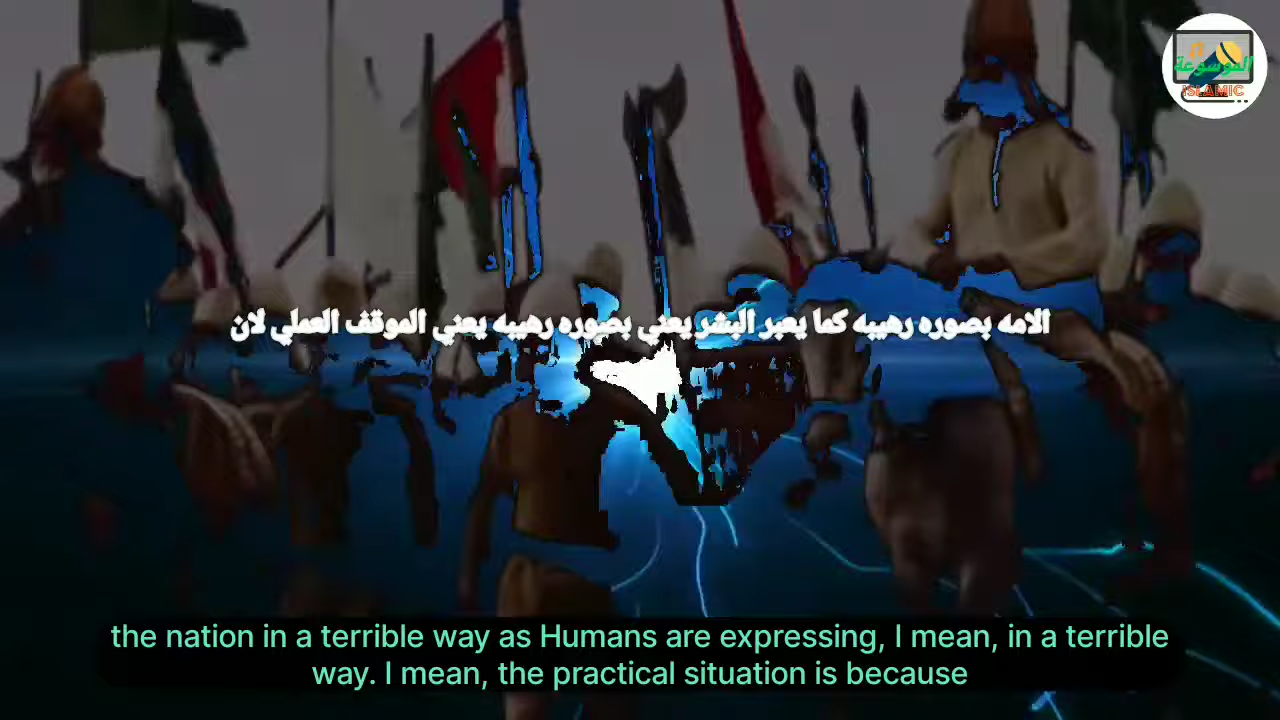 الموسوعة
ISLAMIC
الامه بصوره رهيبه كما يعبر البشر يعني بصوره رهيبه يعني الموقف العملي لان
the nation in a terrible way as Humans are expressing, I mean, in a terrible
way. I mean, the practical situation is because